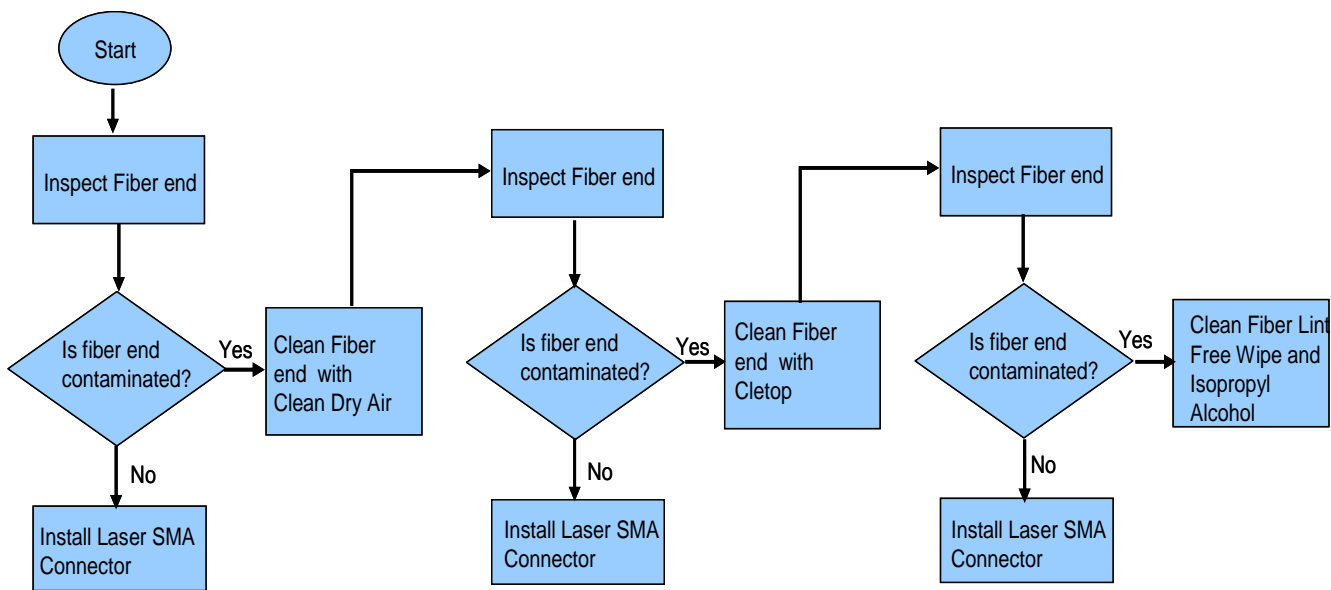 Start
Inspect Fiber end
Is fiber end
contaminated?
Yes
No
Install Laser SMA
Connector
Clean Fiber
end with
Clean Dry Air
Inspect Fiber end
Is fiber end
contaminated?
Yes
No
Install Laser SMA
Connector
Clean Fiber
end with
Cletop
Inspect Fiber end
Is fiber end
contaminated?
Yes
No
Install Laser SMA
Connector
Clean Fiber Lint
Free Wipe and
Isopropyl
Alcohol